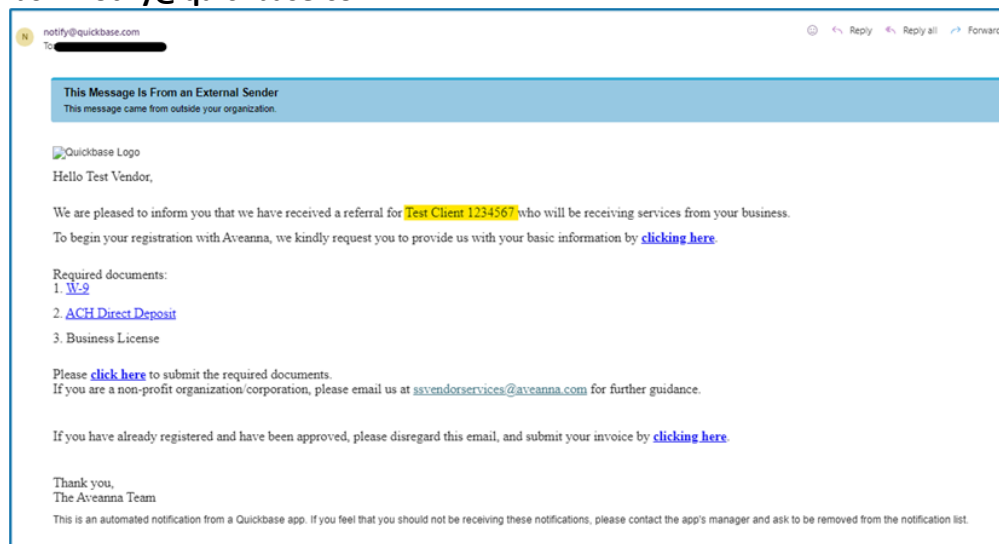 N
notify@quickbase.com
To:
Reply Reply all Forward
This Message Is From an External Sender
This message came from outside your organization.
Quickbase Logo
Hello Test Vendor,
We are pleased to inform you that we have received a referral for Test Client 1234567 who will be receiving services from your business.
To begin your registration with Aveanna, we kindly request you to provide us with your basic information by clicking here.
Required documents:
1. W-9
2. ACH Direct Deposit
3. Business License
Please click here to submit the required documents.
If you are a non-profit organization/corporation, please email us at ssvendorservices@aveanna.com for further guidance.
If you have already registered and have been approved, please disregard this email, and submit your invoice by clicking here.
Thank you,
The Aveanna Team
This is an automated notification from a Quickbase app. If you feel that you should not be receiving these notifications, please contact the app's manager and ask to be removed from the notification list.